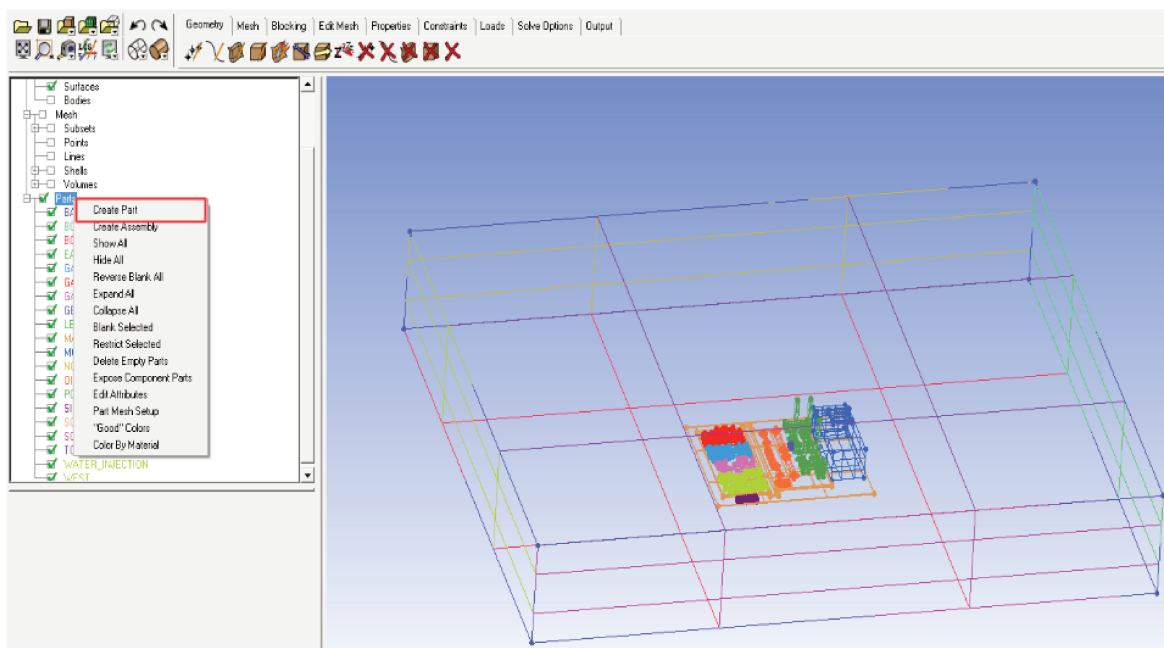 Geometry Mesh Blocking Edit Mesh Properties Constraints Loads Solve Options Output
Surfaces
Bodies
Mesh
Subsets
Points
Lines
Shells
Volumes
Parts
Create Part
Create Assembly
Show All
Hide All
Reverse Blank All
Expand All
Collapse All
Blank Selected
Restrict Selected
Delete Empty Parts
Expose Component Parts
Edit Attributes
Part Mesh Setup
"Good" Colors
Color By Material
WATER_INJECTION
WEST